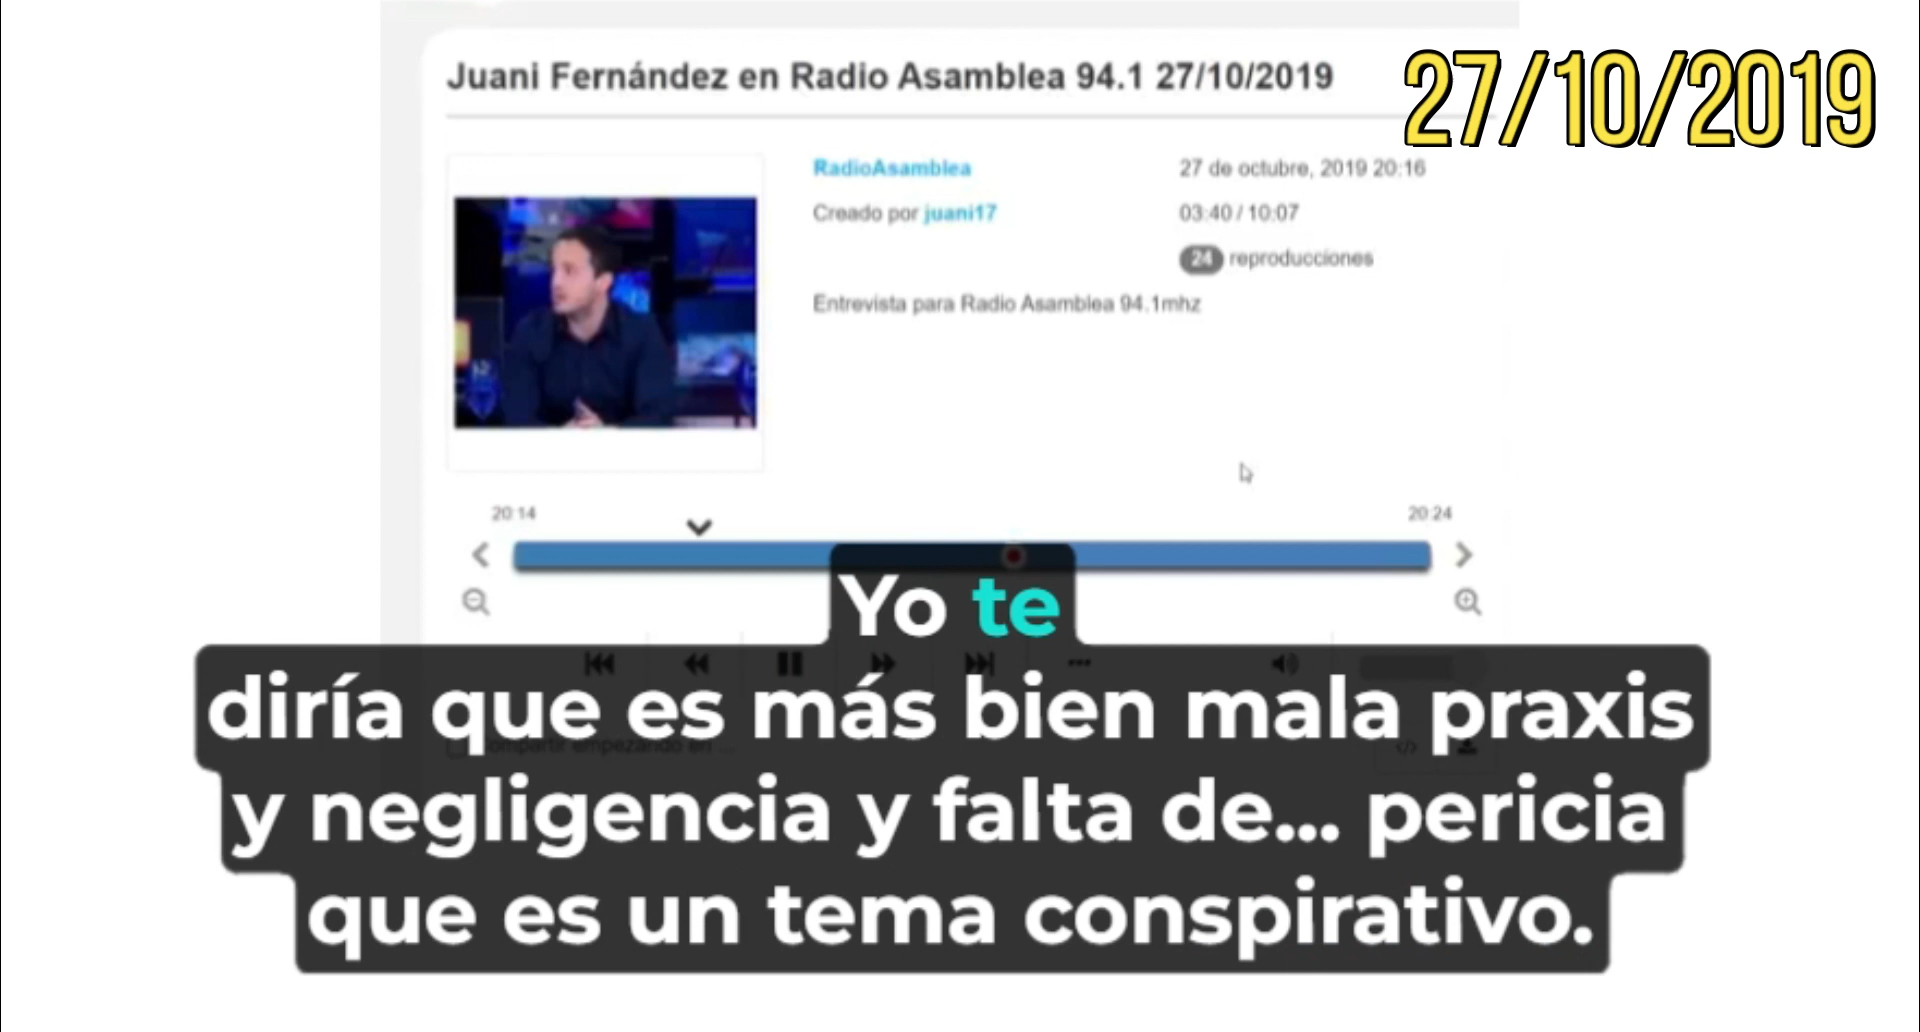 Juani Fernández en Radio Asamblea 94.1 27/10/2019
27/10/2019
RadioAsamblea
27 de octubre, 2019 20:16
Creado por juani17
03:40 / 10:07
24 reproducciones
Entrevista para Radio Asamblea 94.1mhz
20:14
20:24
Yo te
diría que es más bien mala praxis
y negligencia y falta de... pericia
que es un tema conspirativo.
Compartir empezando en ...